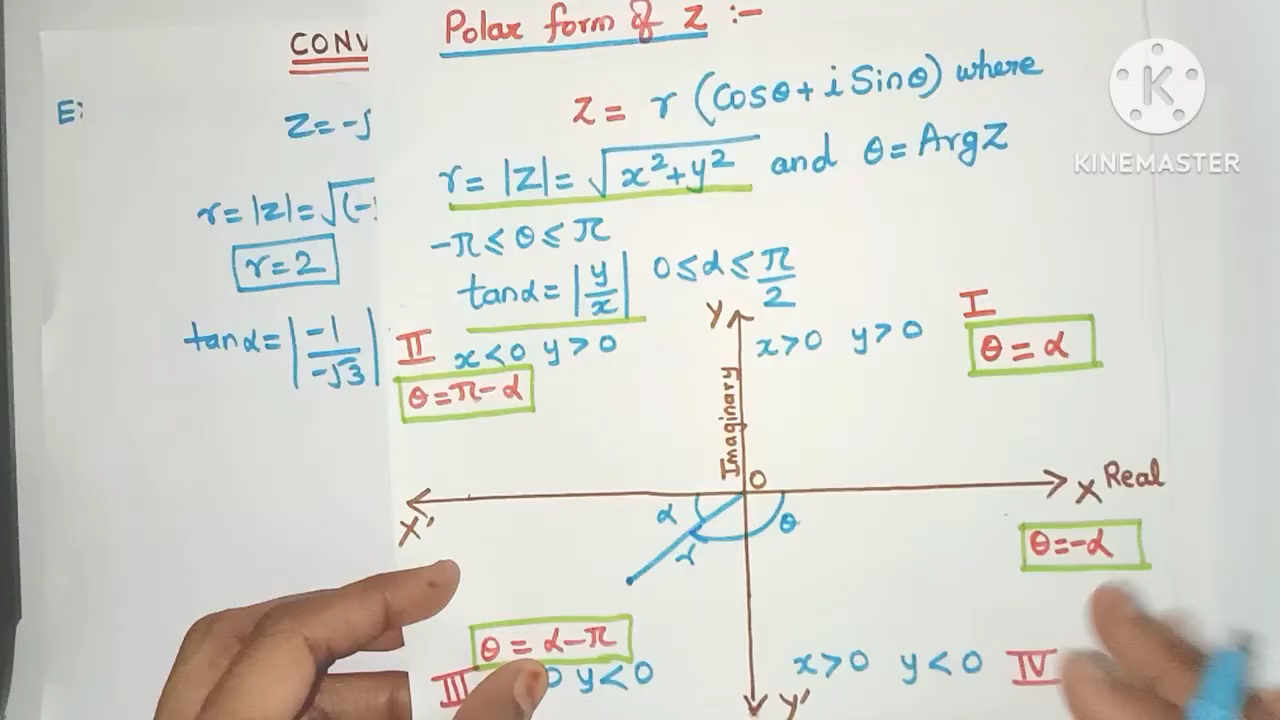 CONV
E:
Z=-√
r=|Z|=√(-
r=2
tanα=|-1/-√3|
Polar form of Z :-
Z= r (Cosθ+ i Sinθ) where
r= |Z|= √x²+y² and θ= Arg Z
-π ≤ θ ≤ π
tanα= |y/x| 0≤α≤ π/2
II x<0 y>0
θ=π-α
Y
x>0 y>0
I
θ = α
Imaginary
O
X Real
X'
α
θ
r
θ=-α
θ = α-π
III 0 y<0
x>0 y<0 IV
Y'
K
KINEMASTER